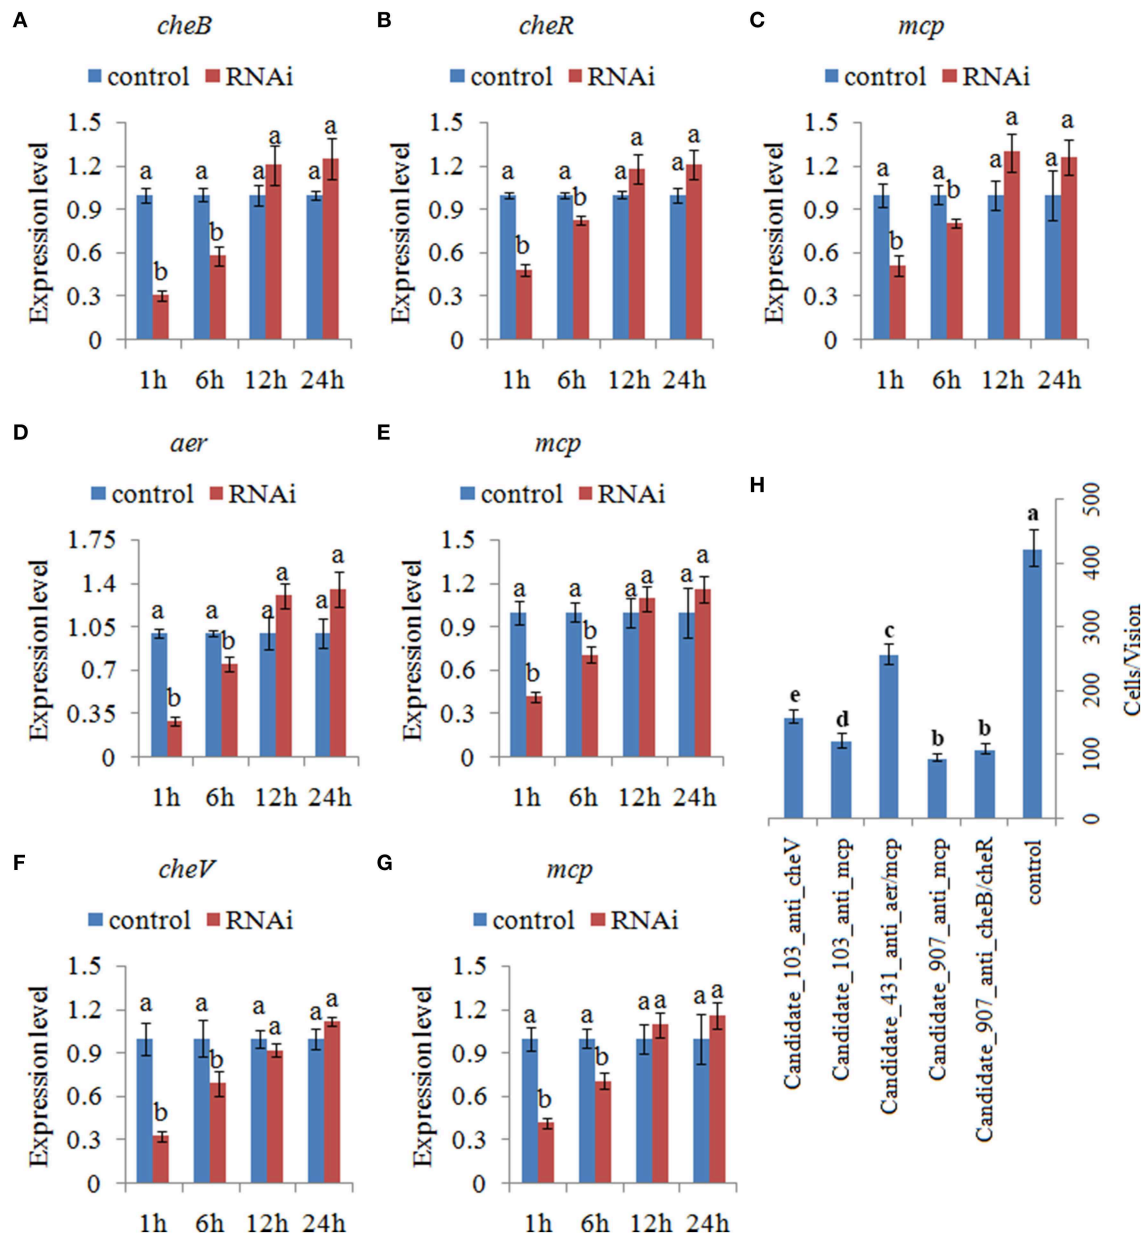 A
cheB
control RNAi
Expression level
1.5
1.2
0.9
0.6
0.3
0
a a a a a a
b b
1h 6h 12h 24h
B
cheR
control RNAi
Expression level
1.5
1.2
0.9
0.6
0.3
0
a a a a a a
b b
1h 6h 12h 24h
C
mcp
control RNAi
Expression level
1.5
1.2
0.9
0.6
0.3
0
a a a a a a
b b
1h 6h 12h 24h
D
aer
control RNAi
Expression level
1.75
1.4
1.05
0.7
0.35
0
a a a a a a
b b
1h 6h 12h 24h
E
mcp
control RNAi
Expression level
1.5
1.2
0.9
0.6
0.3
0
a a a a a a
b b
1h 6h 12h 24h
F
cheV
control RNAi
Expression level
1.5
1.2
0.9
0.6
0.3
0
a a a a a a
b b
1h 6h 12h 24h
G
mcp
control RNAi
Expression level
1.5
1.2
0.9
0.6
0.3
0
a a a a a a
b b
1h 6h 12h 24h
H
e d c b b a
500
400
300
200
100
0
Cells/Vision
Candidate_103_anti_cheV
Candidate_103_anti_mcp
Candidate_431_anti_aer/mcp
Candidate_907_anti_mcp
Candidate_907_anti_cheB/cheR
control